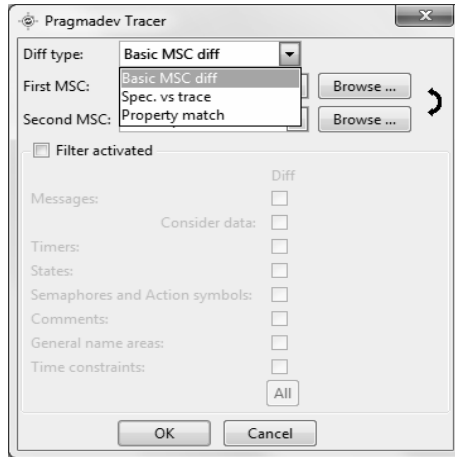 Pragmadev Tracer
Diff type: Basic MSC diff
Basic MSC diff
First MSC: Browse ...
Spec. vs trace
Property match
Second MSC: Browse ...
Filter activated
Diff
Messages:
Consider data:
Timers:
States:
Semaphores and Action symbols:
Comments:
General name areas:
Time constraints:
All
OK Cancel